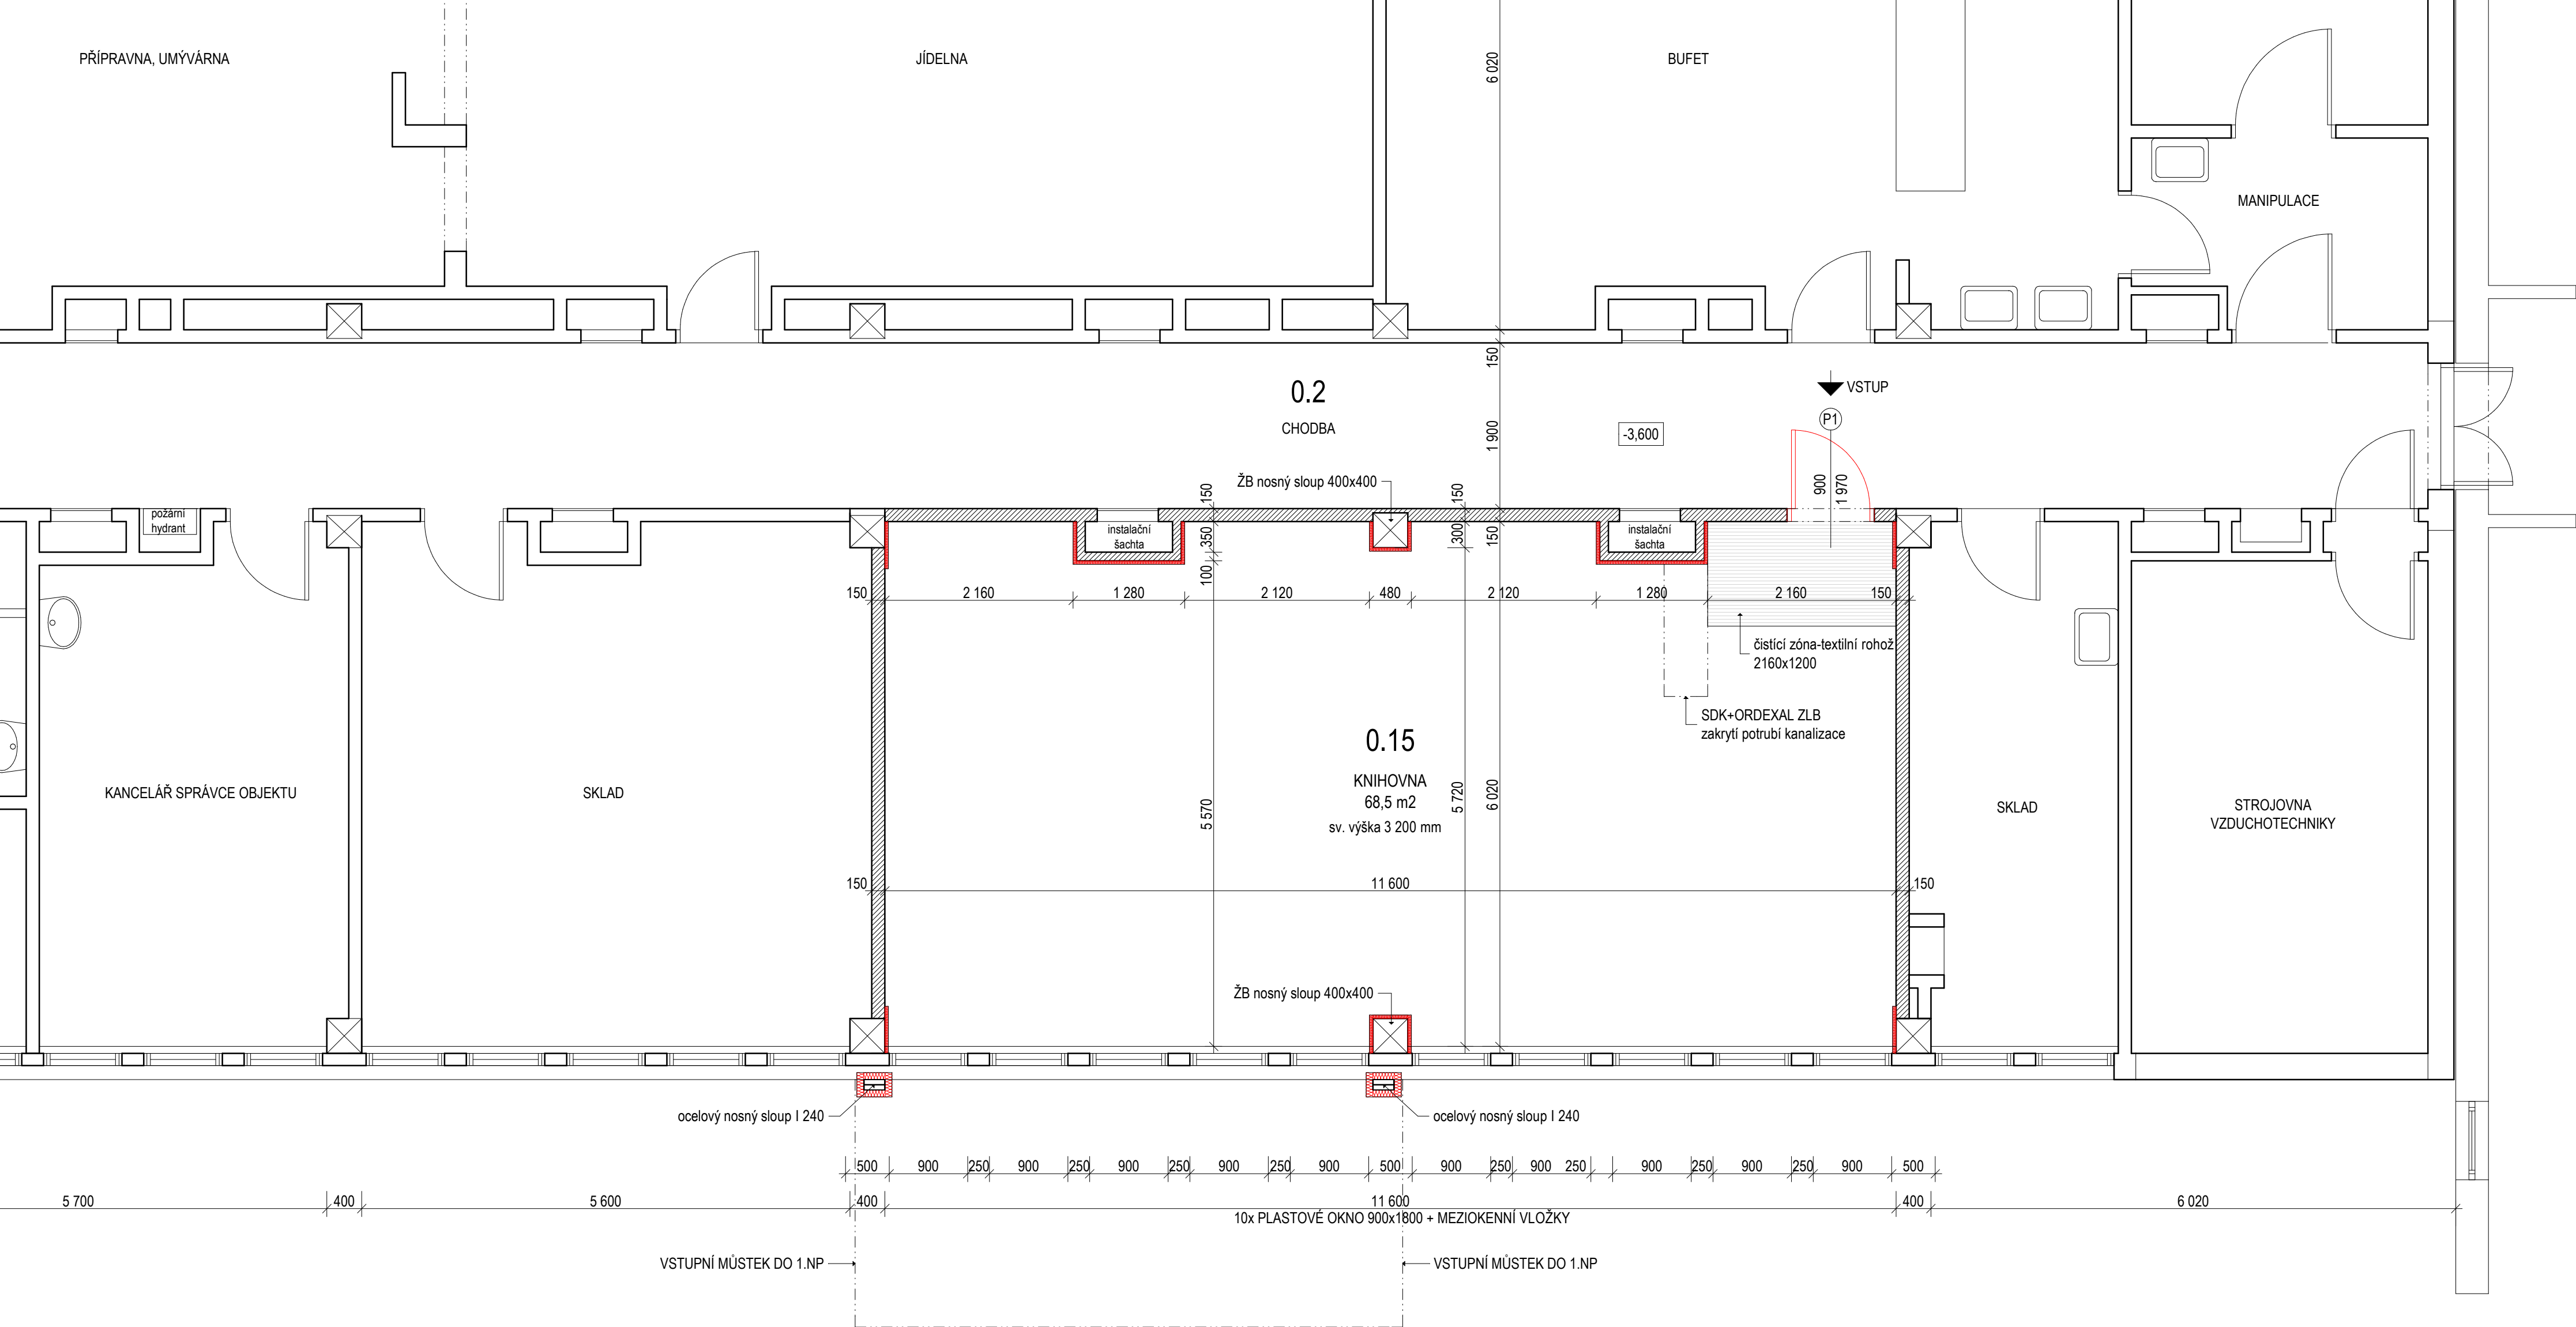 PŘÍPRAVNA, UMÝVÁRNA
JÍDELNA
BUFET
6 020
MANIPULACE
150
0.2
CHODBA
1 900
-3,600
VSTUP
P1
900
1 970
ŽB nosný sloup 400x400
150
150
požární
hydrant
instalační
šachta
350
100
300
150
instalační
šachta
150
2 160
1 280
2 120
480
2 120
1 280
2 160
150
čistící zóna-textilní rohož
2160x1200
SDK+ORDEXAL ZLB
zakrytí potrubí kanalizace
0.15
KNIHOVNA
68,5 m2
sv. výška 3 200 mm
5 570
5 720
6 020
KANCELÁŘ SPRÁVCE OBJEKTU
SKLAD
SKLAD
STROJOVNA
VZDUCHOTECHNIKY
150
11 600
150
ŽB nosný sloup 400x400
ocelový nosný sloup I 240
ocelový nosný sloup I 240
500
900
250
900
250
900
250
900
250
900
500
900
250
900
250
900
250
900
250
900
500
5 700
400
5 600
400
11 600
400
6 020
10x PLASTOVÉ OKNO 900x1800 + MEZIOKENNÍ VLOŽKY
VSTUPNÍ MŮSTEK DO 1.NP
VSTUPNÍ MŮSTEK DO 1.NP